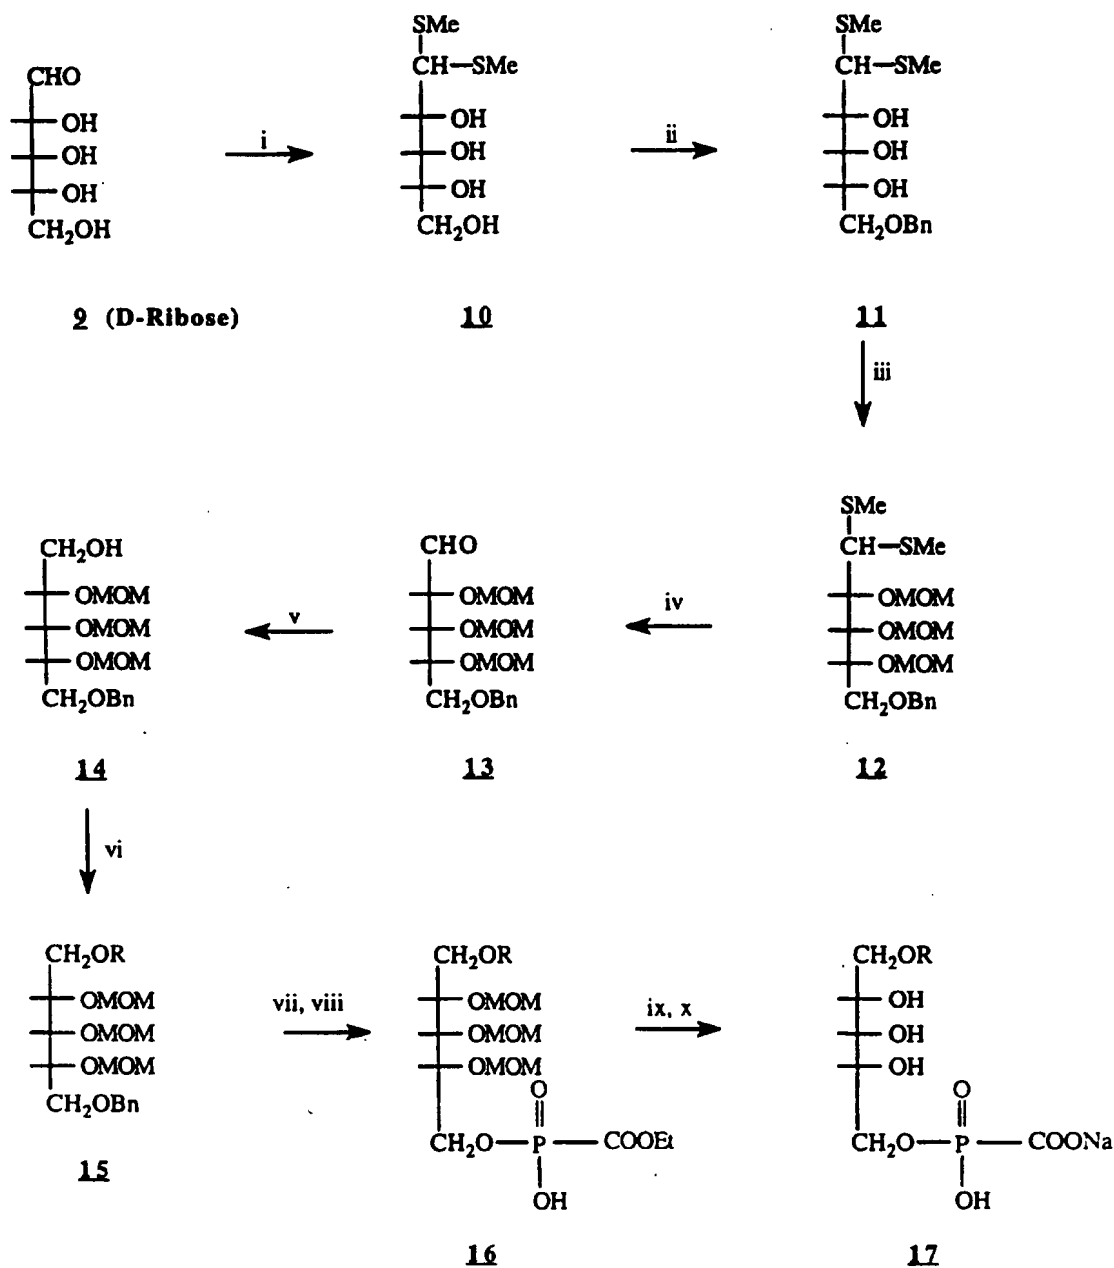 SMe
CH—SMe
OH
OH
OH
CH₂OH
SMe
CH—SMe
OH
OH
OH
CH₂OBn
CHO
OH
OH
OH
CH₂OH
i
ii
9 (D-Ribose)
10
11
iii
CH₂OH
OMOM
OMOM
OMOM
CH₂OBn
CHO
OMOM
OMOM
OMOM
CH₂OBn
SMe
CH—SMe
OMOM
OMOM
OMOM
CH₂OBn
v
iv
14
13
12
vi
CH₂OR
OMOM
OMOM
OMOM
CH₂OBn
vii, viii
CH₂OR
OMOM
OMOM
OMOM
O
CH₂O—P—COOEt
OH
ix, x
CH₂OR
OH
OH
OH
O
CH₂O—P—COONa
OH
15
16
17